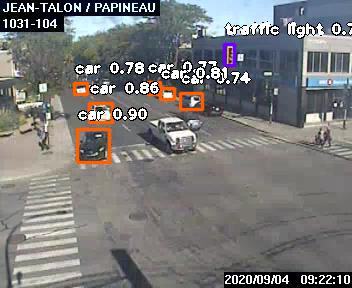 JEAN-TALON / PAPINEAU
1031-104
traffic light 0.7
car 0.78
car 0.77
car 0.81
car 0.74
car 0.86
car 0.90
2020/09/04 09:22:10